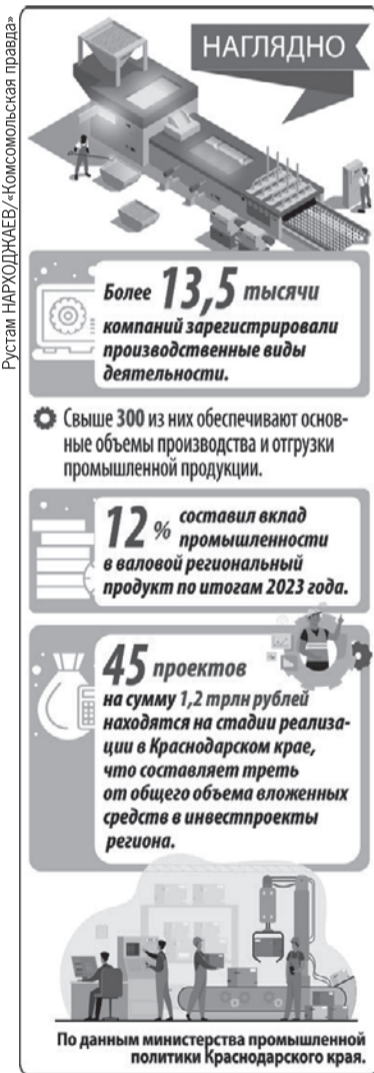 Рустам НАРХОДЖАЕВ/«Комсомольская правда»
НАГЛЯДНО
Более 13,5 тысячи
компаний зарегистрировали
производственные виды
деятельности.
Свыше 300 из них обеспечивают основ-
ные объемы производства и отгрузки
промышленной продукции.
12 % составил вклад
промышленности
в валовой региональный
продукт по итогам 2023 года.
45 проектов
на сумму 1,2 трлн рублей
находятся на стадии реализа-
ции в Краснодарском крае,
что составляет треть
от общего объема вложенных
средств в инвестпроекты
региона.
По данным министерства промышленной
политики Краснодарского края.